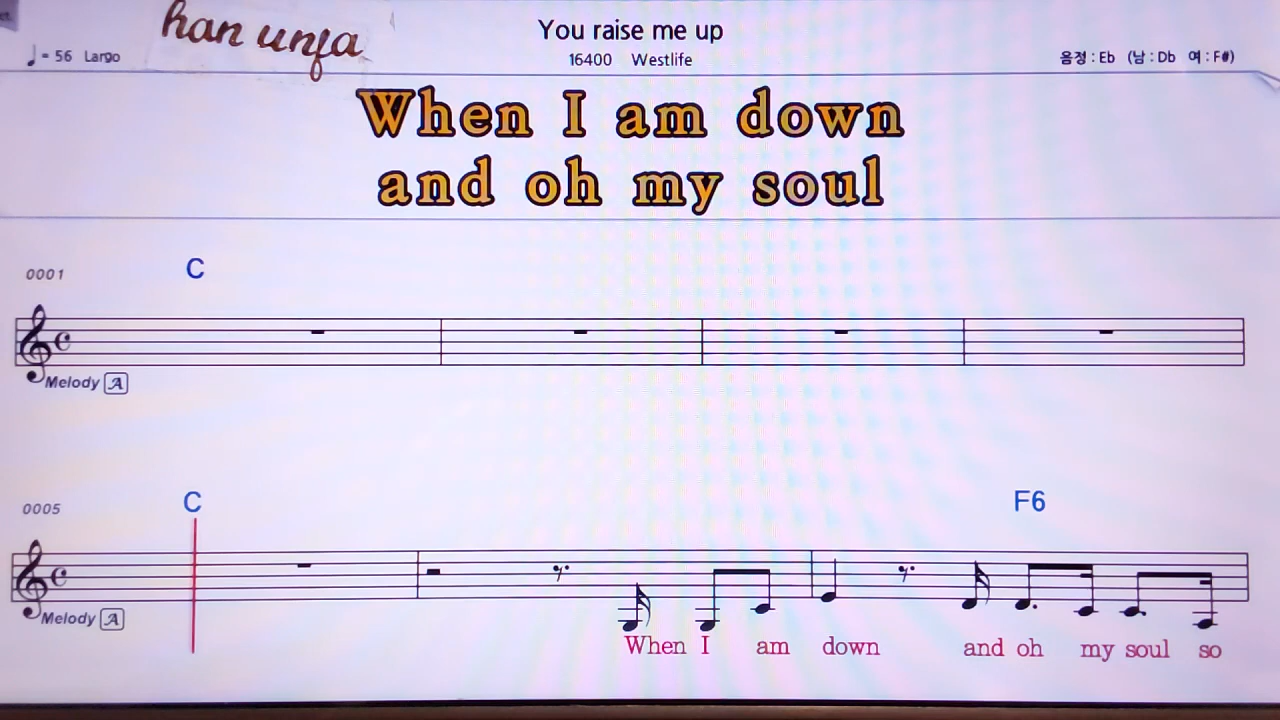 han unja
You raise me up
♩= 56 Largo
16400 Westlife
음정 : Eb (남 : Db 여 : F#)
When I am down
and oh my soul
0001
C
Melody A
0005
C
F6
Melody A
When I am down and oh my soul so